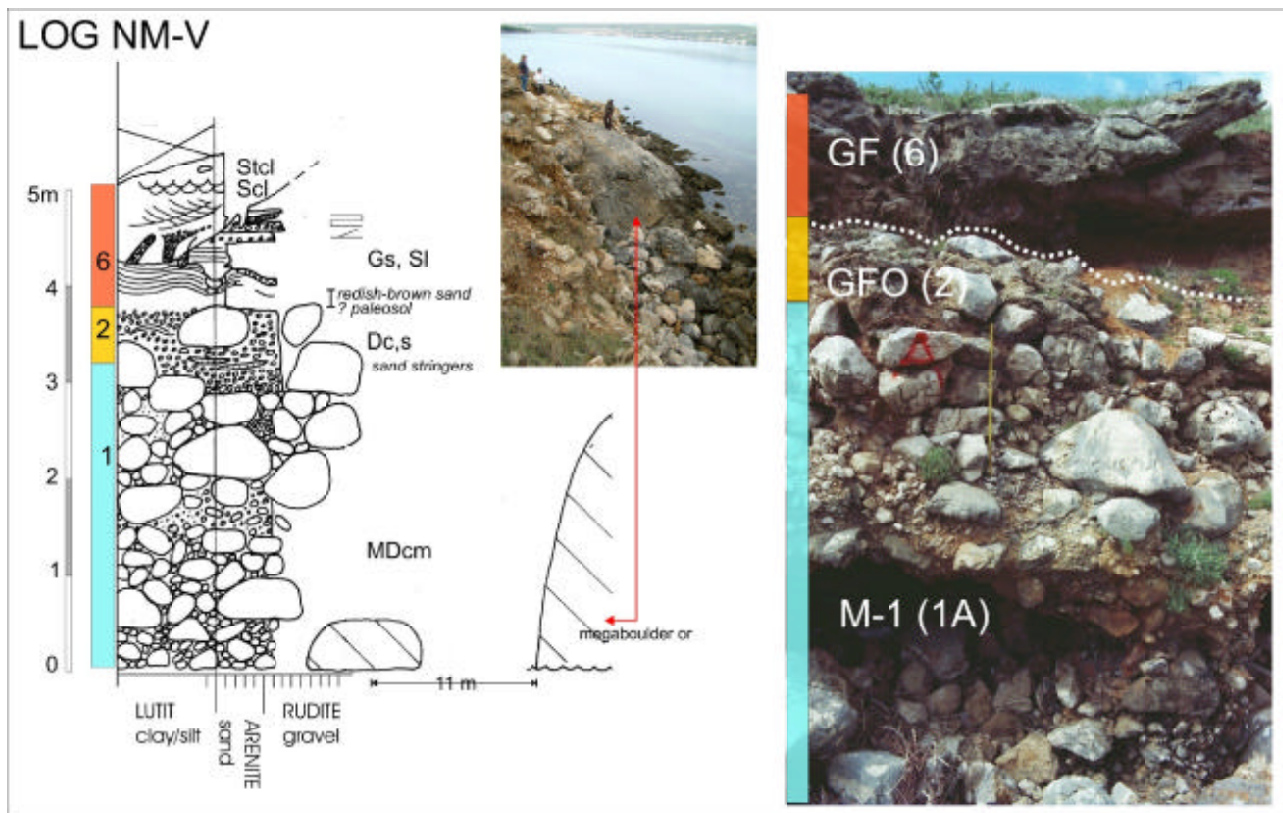 LOG NM-V
5m
4
3
2
1
0
6
2
1
Stcl
Scl
Gs, Sl
redish-brown sand
? paleosol
Dc,s
sand stringers
MDcm
megaboulder or
11 m
LUTIT
clay/silt
sand
ARENITE
RUDITE
gravel
GF (6)
GFO (2)
M-1 (1A)